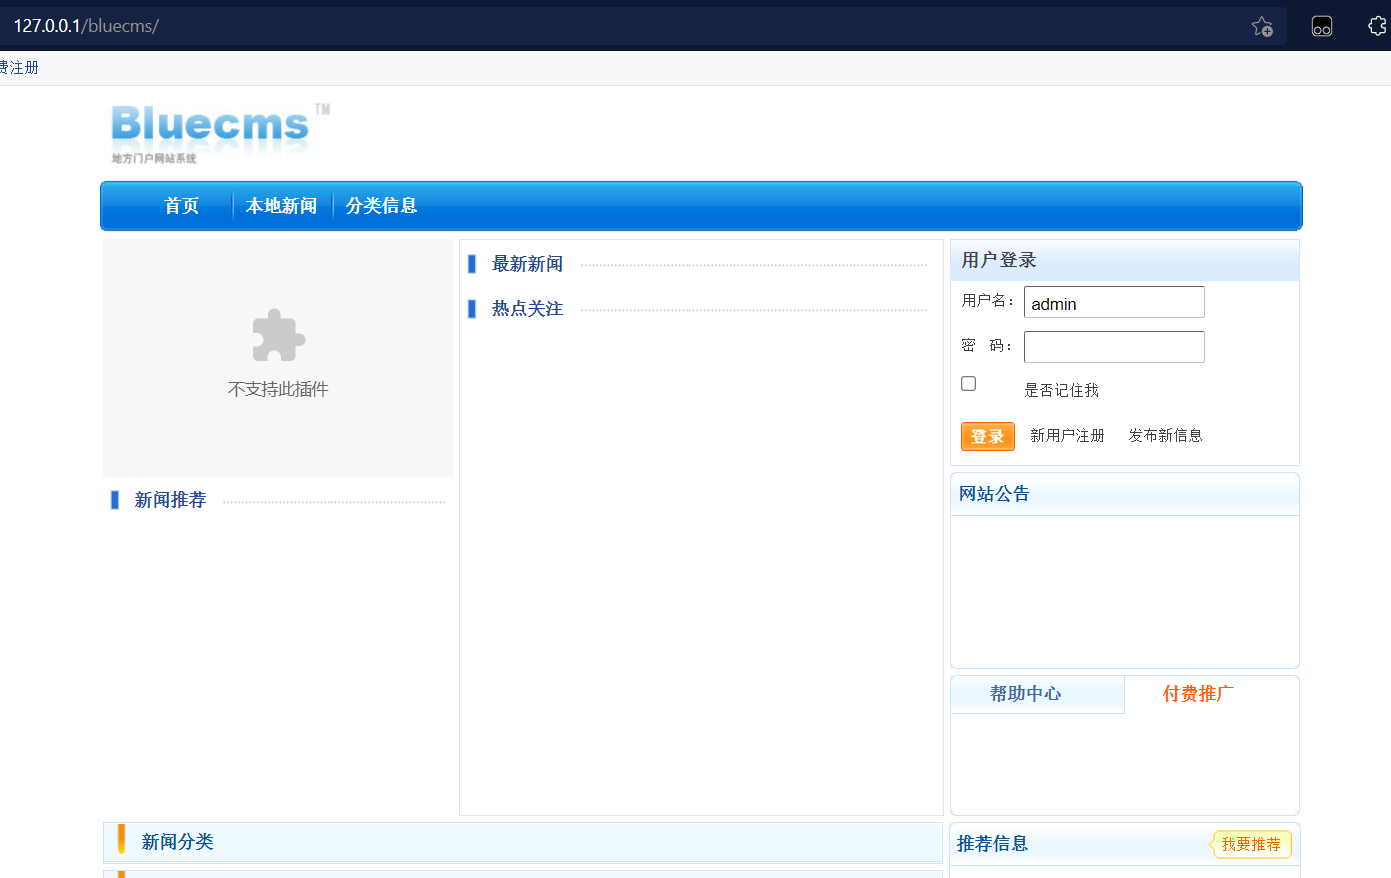 127.0.0.1/bluecms/
费注册
Bluecms TM
地方门户网站系统
首页 本地新闻 分类信息
不支持此插件
新闻推荐
最新新闻
热点关注
用户登录
用户名： admin
密 码：
是否记住我
登录 新用户注册 发布新信息
网站公告
帮助中心 付费推广
新闻分类
推荐信息 我要推荐